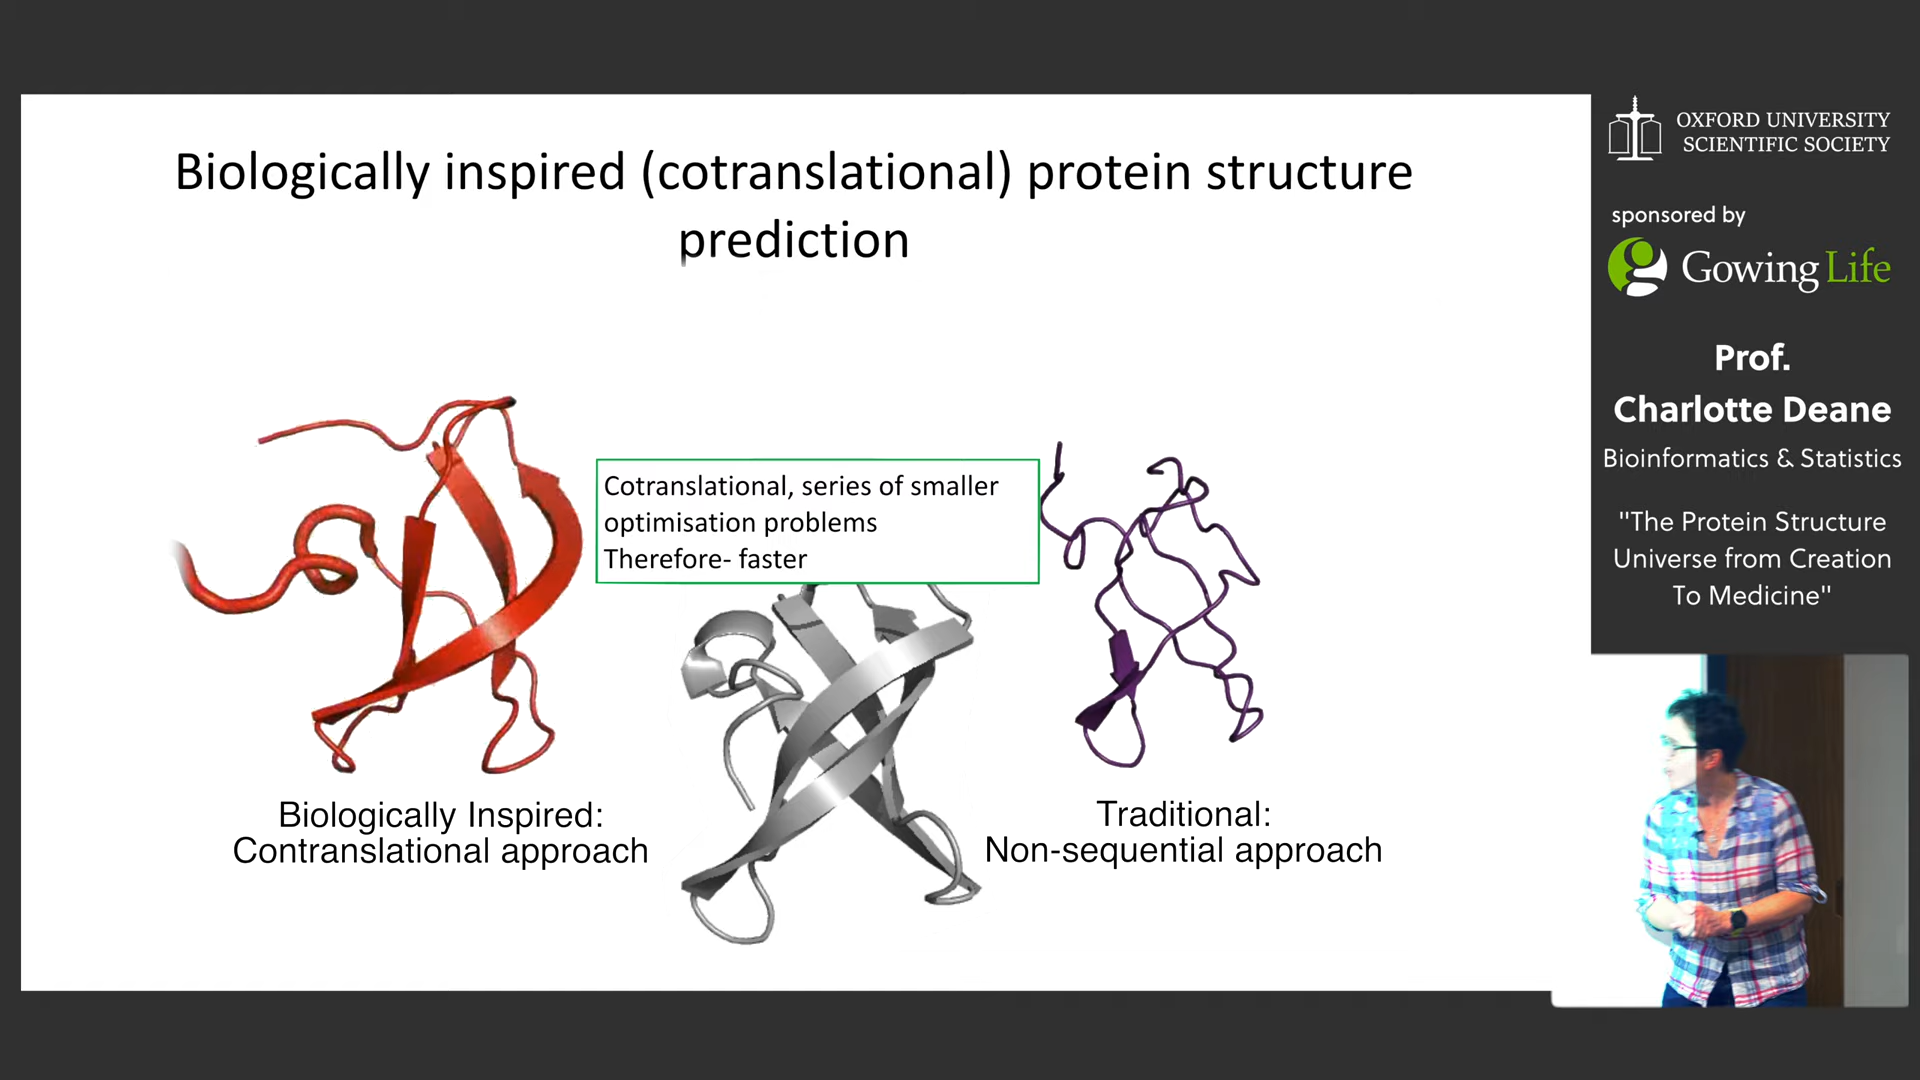 Biologically inspired (cotranslational) protein structure
prediction
Cotranslational, series of smaller
optimisation problems
Therefore- faster
Biologically Inspired:
Contranslational approach
Traditional:
Non-sequential approach
OXFORD UNIVERSITY
SCIENTIFIC SOCIETY
sponsored by
Gowing Life
Prof.
Charlotte Deane
Bioinformatics & Statistics
"The Protein Structure
Universe from Creation
To Medicine"